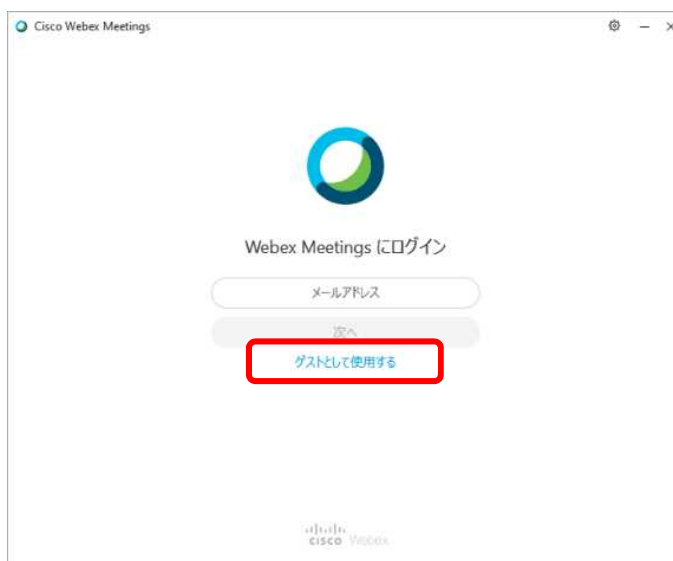 Cisco Webex Meetings
Webex Meetings にログイン
メールアドレス
次へ
ゲストとして使用する
cisco Webex